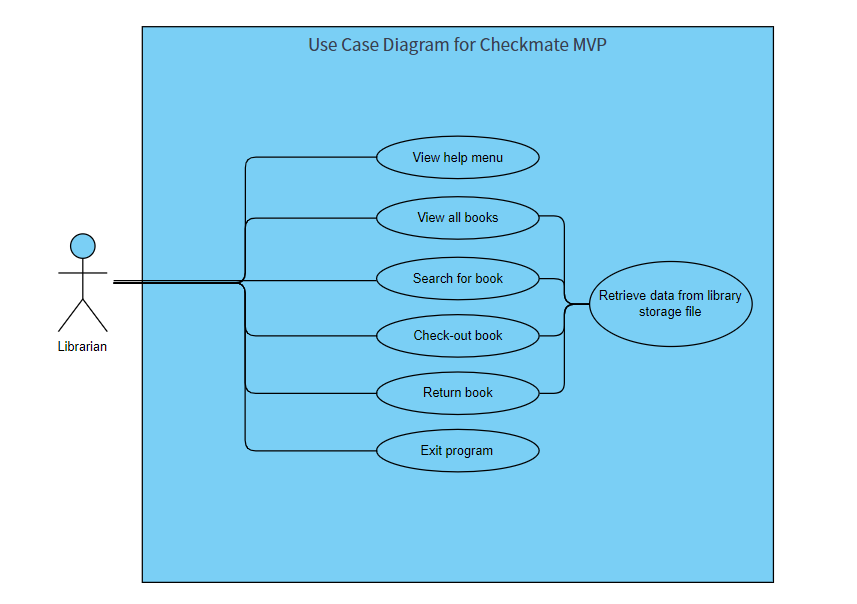 Use Case Diagram for Checkmate MVP
View help menu
View all books
Search for book
Retrieve data from library
storage file
Check-out book
Librarian
Return book
Exit program